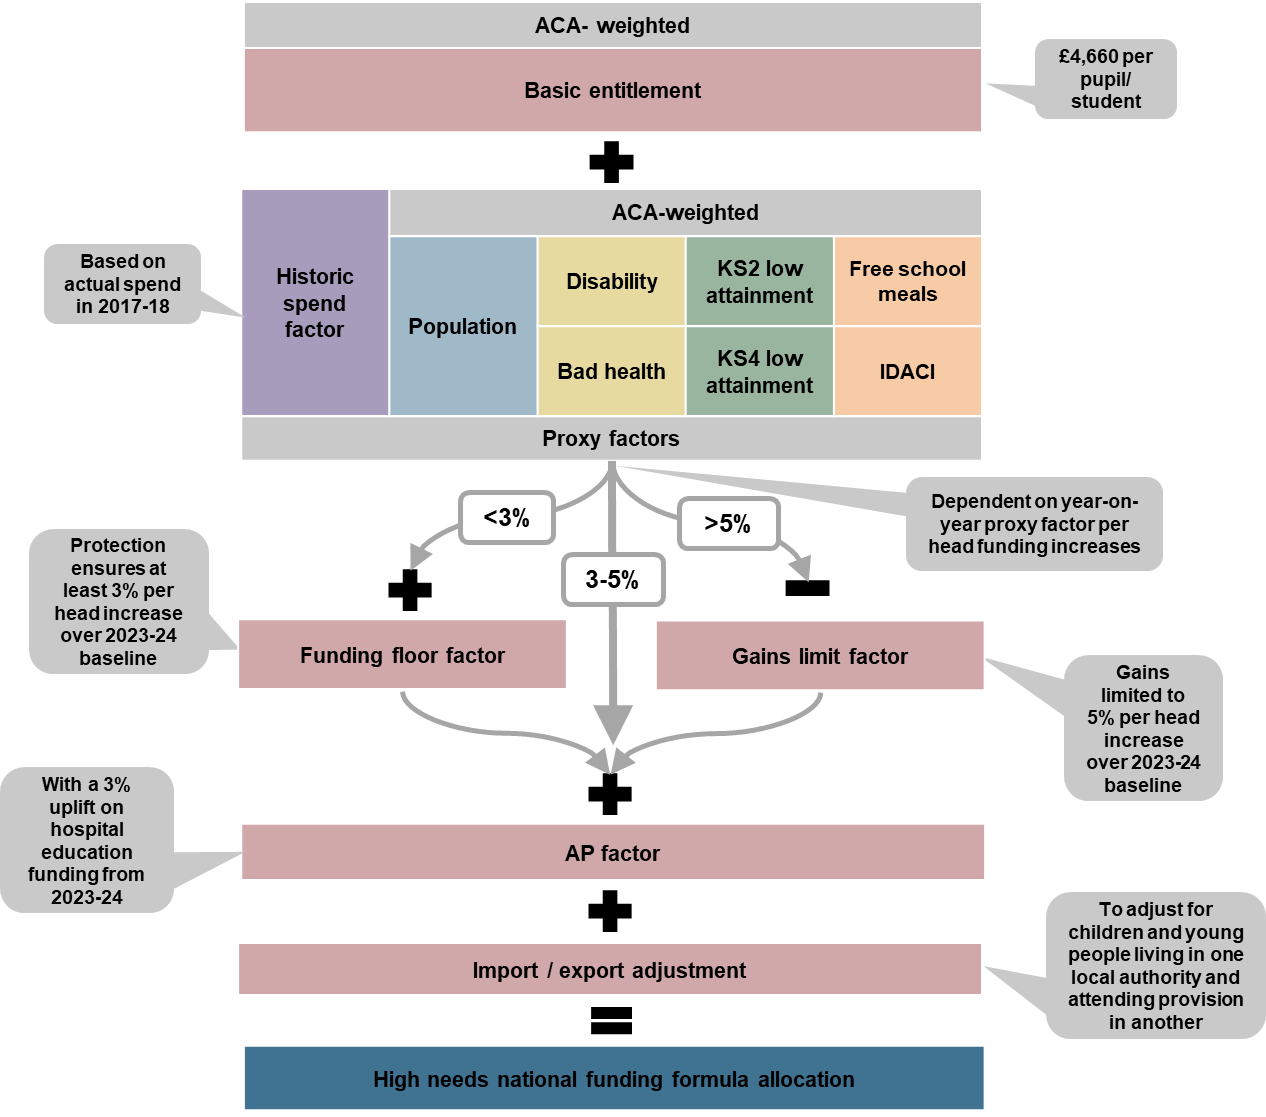 ACA- weighted
Basic entitlement
£4,660 per
pupil/
student
ACA-weighted
Based on
actual spend
in 2017-18
Historic
spend
factor
Population
Disability
Bad health
KS2 low
attainment
KS4 low
attainment
Free school
meals
IDACI
Proxy factors
<3%
3-5%
>5%
Dependent on year-on-
year proxy factor per
head funding increases
Protection
ensures at
least 3% per
head increase
over 2023-24
baseline
Funding floor factor
Gains limit factor
Gains
limited to
5% per head
increase
over 2023-24
baseline
With a 3%
uplift on
hospital
education
funding from
2023-24
AP factor
Import / export adjustment
To adjust for
children and young
people living in one
local authority and
attending provision
in another
High needs national funding formula allocation